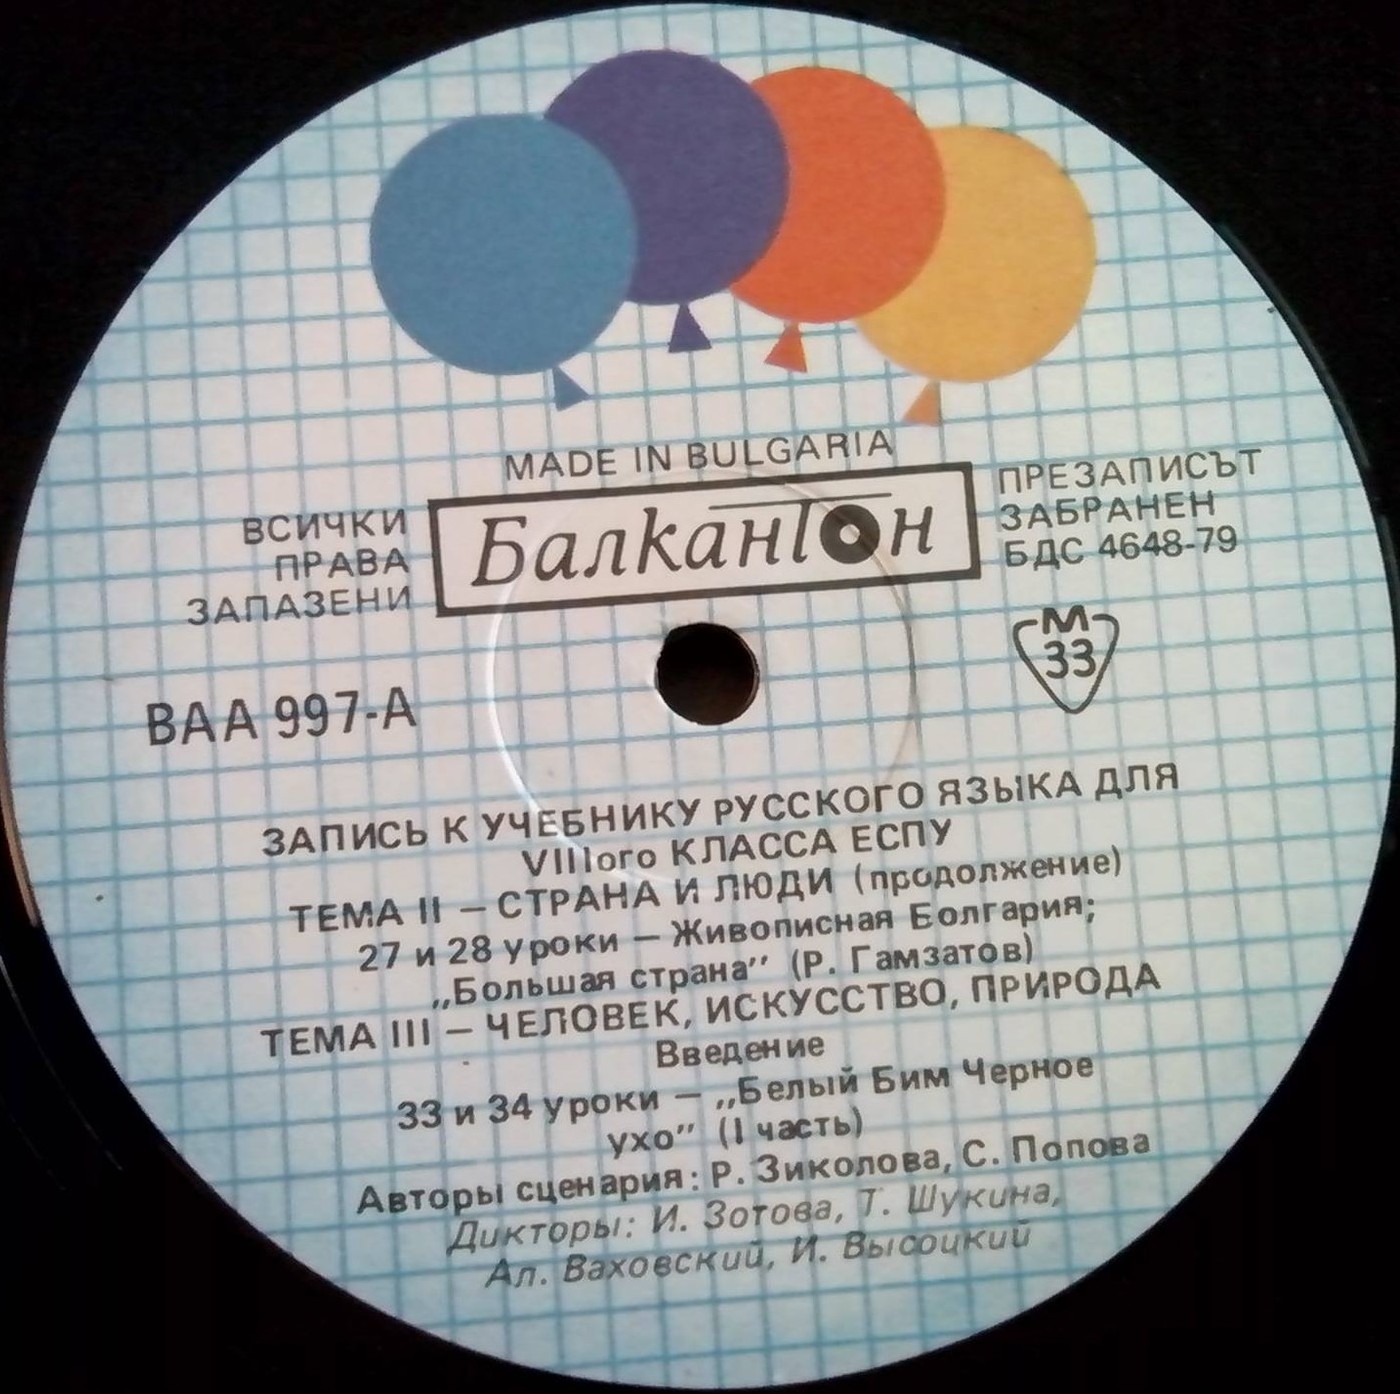 MADE IN BULGARIA
ВСИЧКИ
ПРАВА
ЗАПАЗЕНИ
Балкантон
ПРЕЗАПИСЪТ
ЗАБРАНЕН
БДС 4648-79
М
33
ВАА 997-А
ЗАПИСЬ К УЧЕБНИКУ РУССКОГО ЯЗЫКА ДЛЯ
VIIIого КЛАССА ЕСПУ
ТЕМА II – СТРАНА И ЛЮДИ (продолжение)
27 и 28 уроки – Живописная Болгария;
„Большая страна” (Р. Гамзатов)
ТЕМА III – ЧЕЛОВЕК, ИСКУССТВО, ПРИРОДА
Введение
33 и 34 уроки – „Белый Бим Черное
ухо” (I часть)
Авторы сценария: Р. Зиколова, С. Попова
Дикторы: И. Зотова, Т. Шукина,
Ал. Ваховский, И. Высоцкий